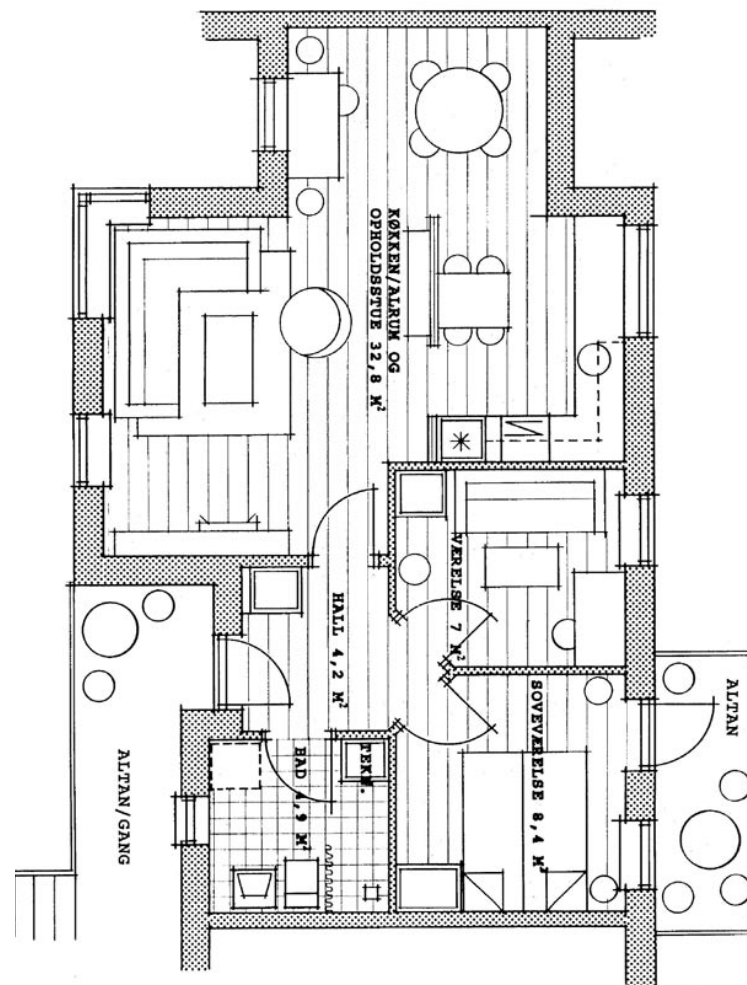 KØKKEN/ALRUM OG
OPHOLDSSTUE 32,8 M²
VÆRELSE 7 M²
HALL 4,2 M²
SOVEVÆRELSE 8,4 M²
ALTAN
TEKN.
BAD 4,9 M²
ALTAN/GANG